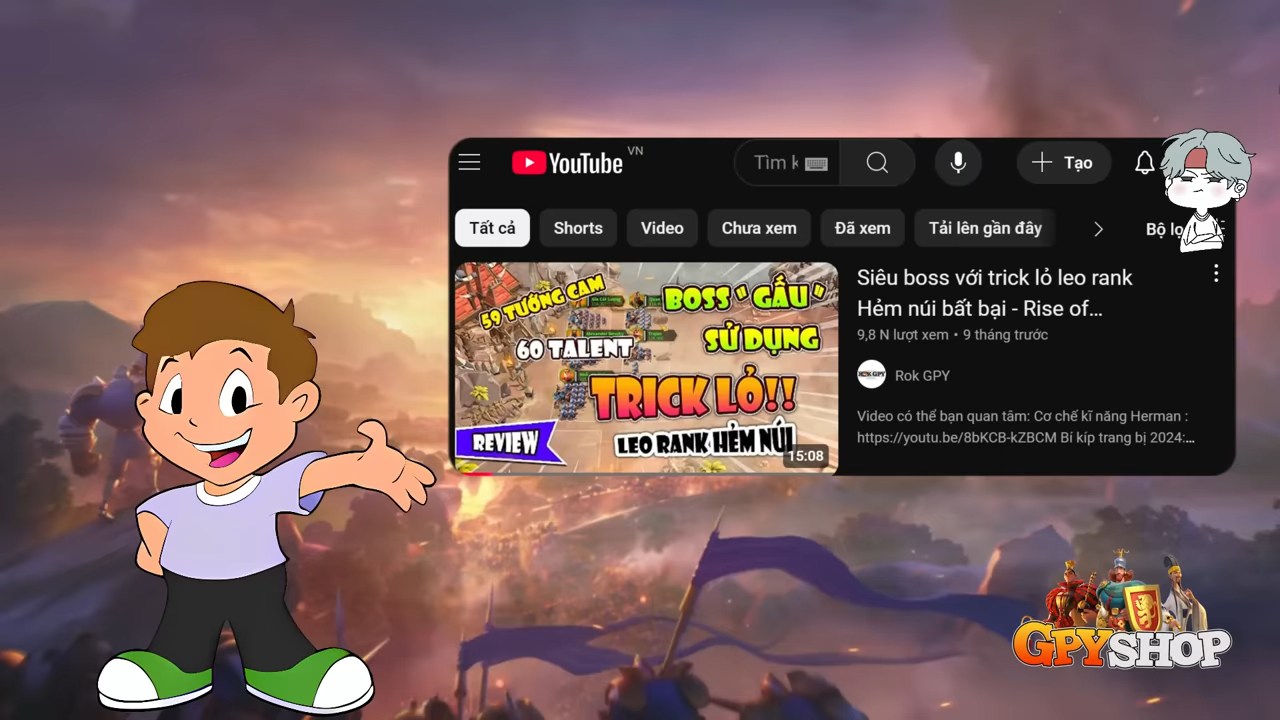 YouTube VN
Tìm k
Tạo
Tất cả
Shorts
Video
Chưa xem
Đã xem
Tải lên gần đây
Bộ lọ
59 TƯỚNG CAM
BOSS "GẤU"
SỬ DỤNG
60 TALENT
TRICK LỎ!!
REVIEW
LEO RANK HẺM NÚI
15:08
Siêu boss với trick lỏ leo rank
Hẻm núi bất bại - Rise of...
9,8 N lượt xem • 9 tháng trước
ROK GPY
Rok GPY
Video có thể bạn quan tâm: Cơ chế kĩ năng Herman :
https://youtu.be/8bKCB-kZBCM Bí kíp trang bị 2024:...
GPYSHOP